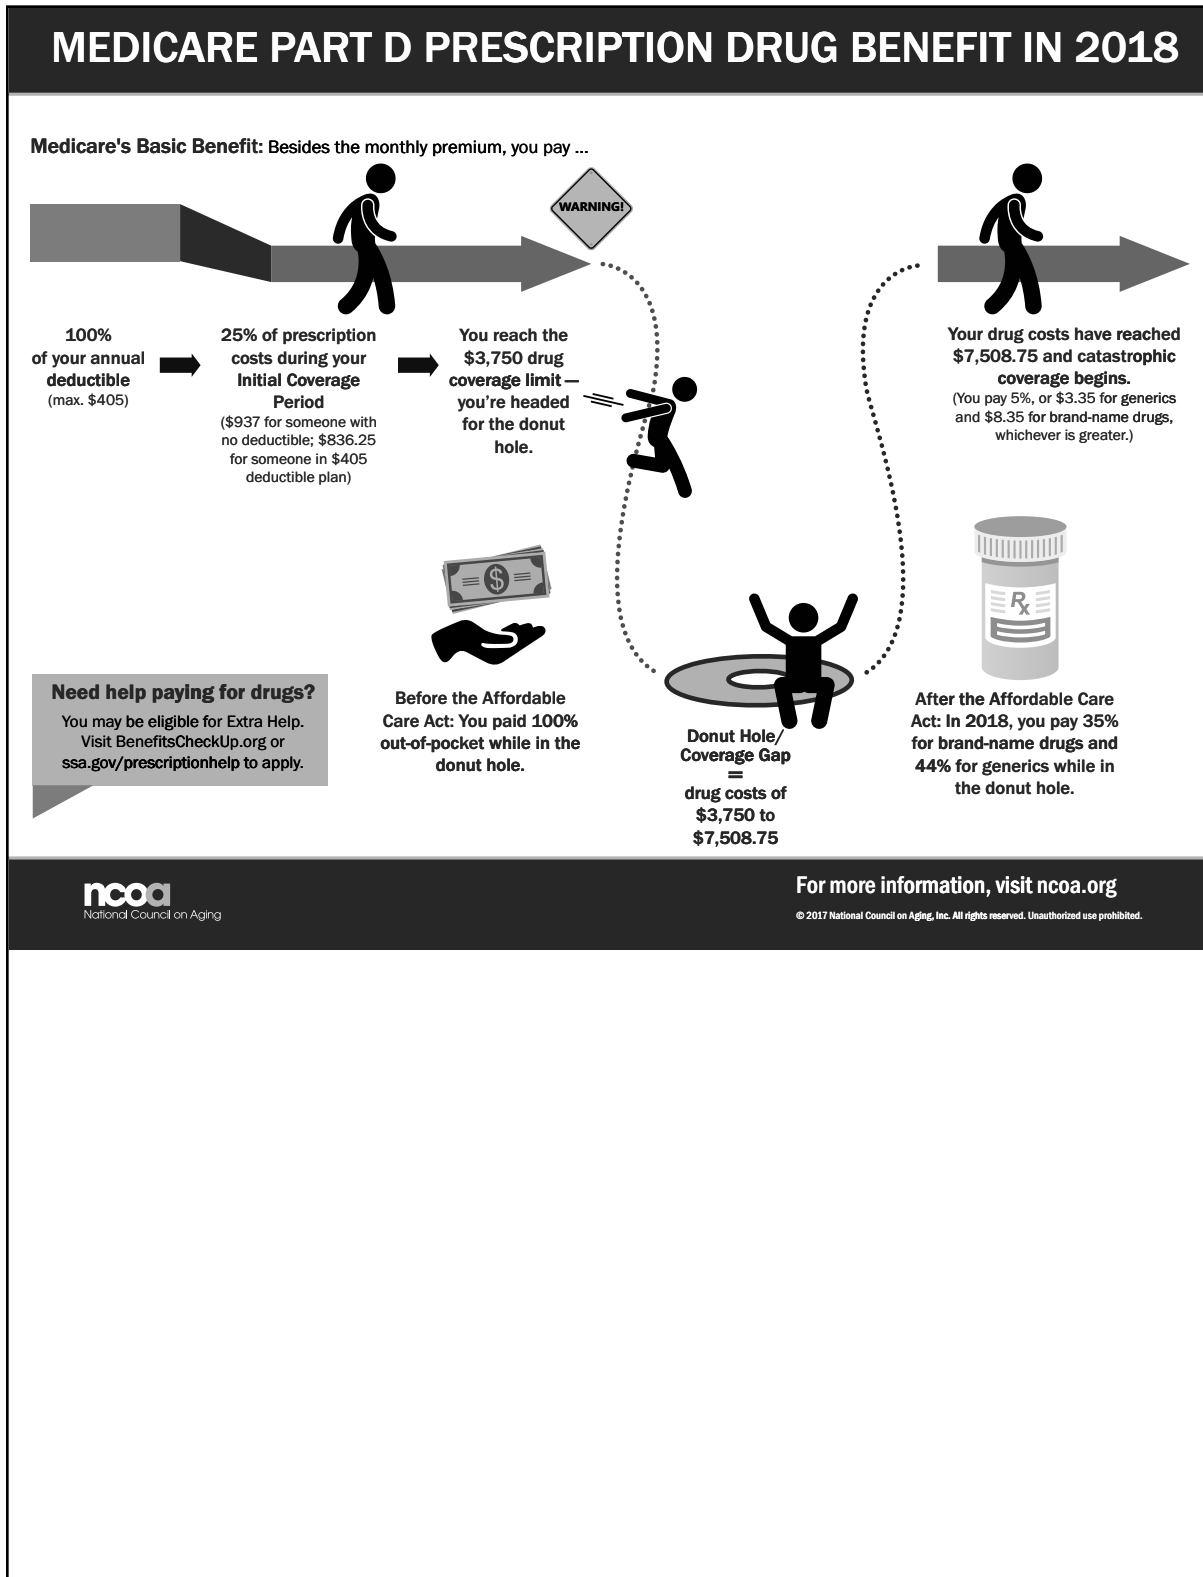 MEDICARE PART D PRESCRIPTION DRUG BENEFIT IN 2018
Medicare's Basic Benefit: Besides the monthly premium, you pay ...
WARNING!
100%
of your annual
deductible
(max. $405)
25% of prescription
costs during your
Initial Coverage
Period
($937 for someone with
no deductible; $836.25
for someone in $405
deductible plan)
You reach the
$3,750 drug
coverage limit —
you're headed
for the donut
hole.
Your drug costs have reached
$7,508.75 and catastrophic
coverage begins.
(You pay 5%, or $3.35 for generics
and $8.35 for brand-name drugs,
whichever is greater.)
$
Rx
Need help paying for drugs?
You may be eligible for Extra Help.
Visit BenefitsCheckUp.org or
ssa.gov/prescriptionhelp to apply.
Before the Affordable
Care Act: You paid 100%
out-of-pocket while in the
donut hole.
Donut Hole/
Coverage Gap
=
drug costs of
$3,750 to
$7,508.75
After the Affordable Care
Act: In 2018, you pay 35%
for brand-name drugs and
44% for generics while in
the donut hole.
ncoa
National Council on Aging
For more information, visit ncoa.org
© 2017 National Council on Aging, Inc. All rights reserved. Unauthorized use prohibited.